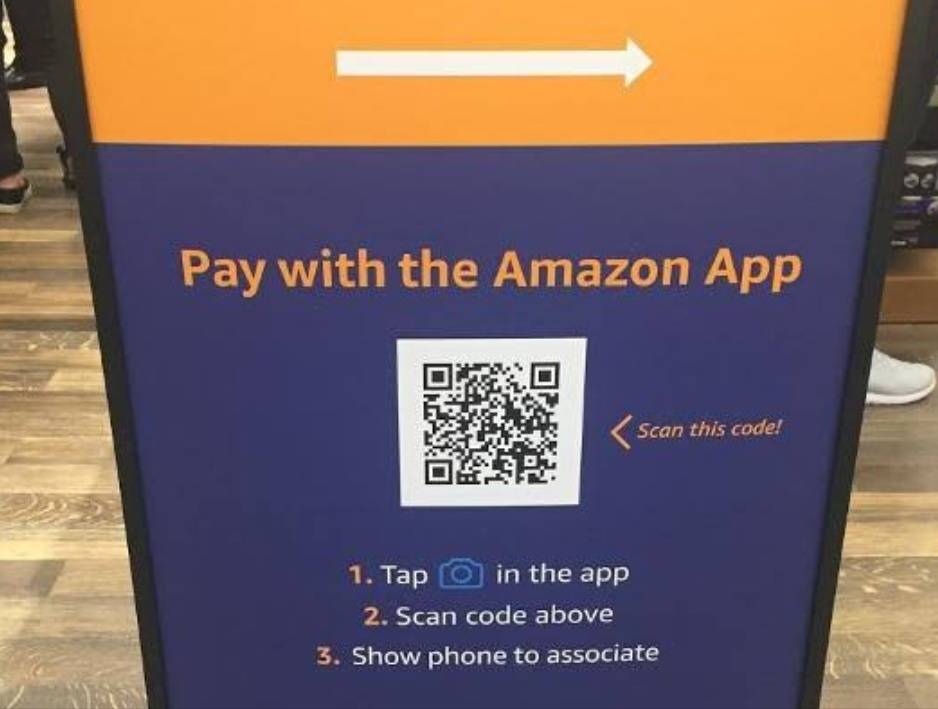 Pay with the Amazon App
Scan this code!
1. Tap in the app
2. Scan code above
3. Show phone to associate